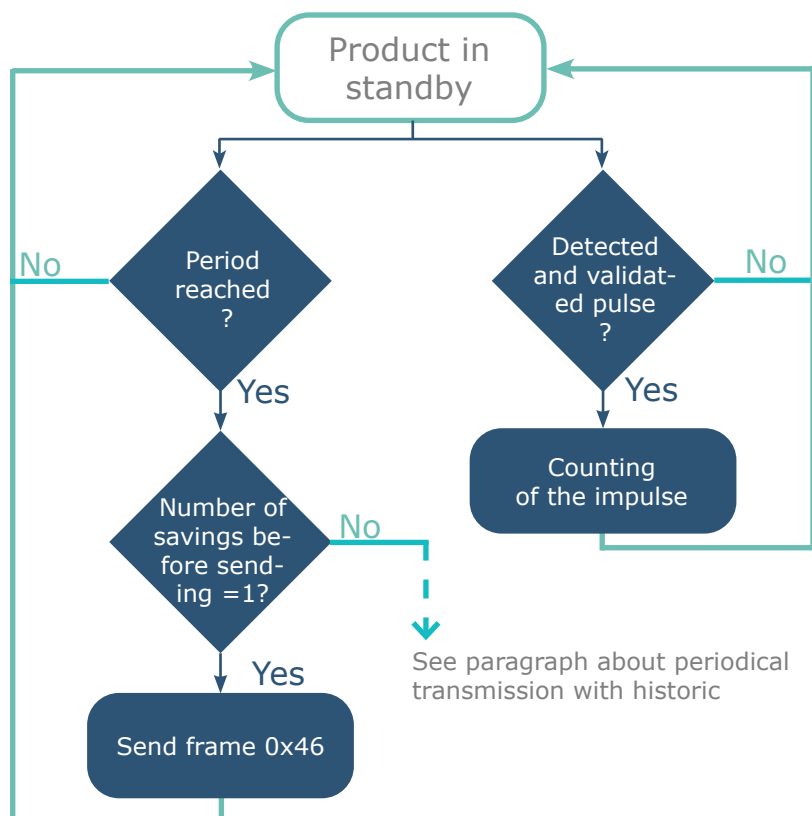 Product in
standby
No
Period
reached
?
Detected
and validat-
ed pulse
?
No
Yes
Yes
Number of
savings be-
fore send-
ing =1?
No
Counting
of the impulse
See paragraph about periodical
transmission with historic
Yes
Send frame 0x46